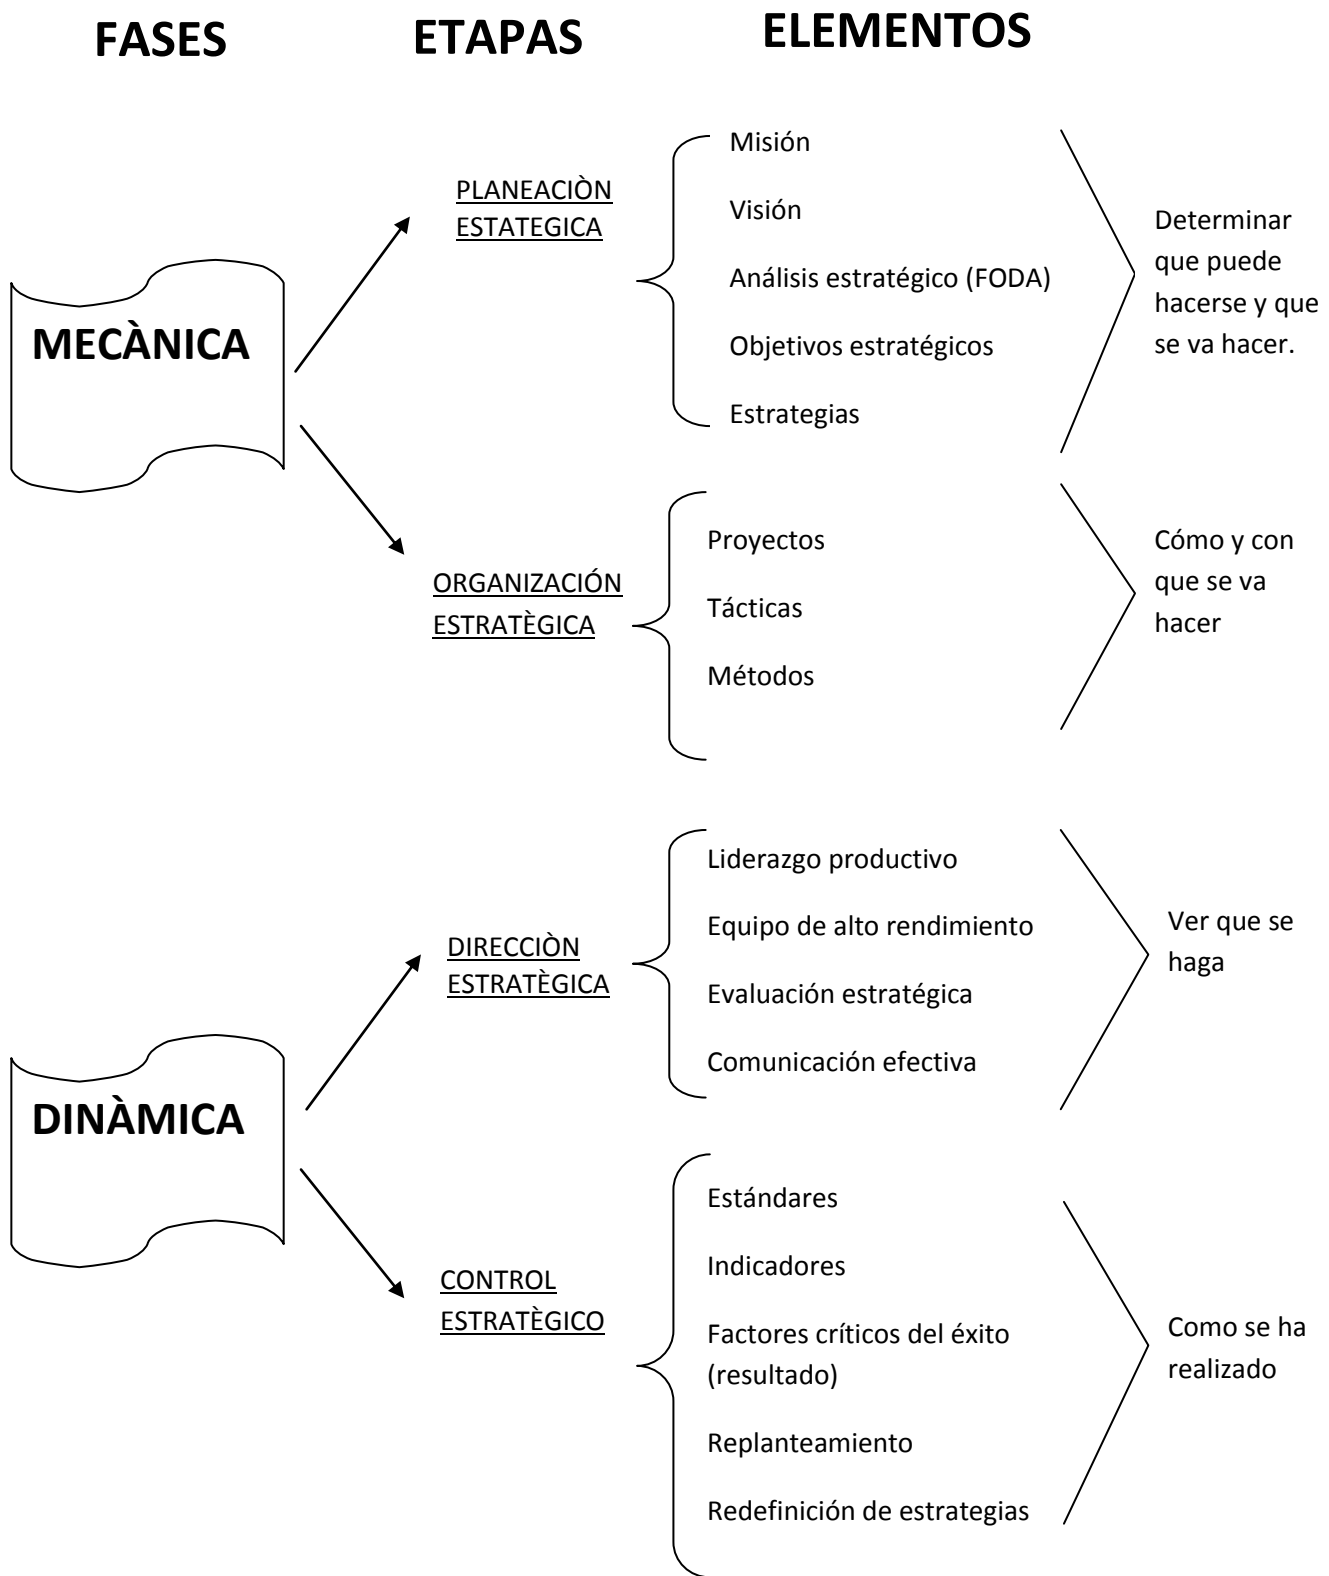 FASES
ETAPAS
ELEMENTOS
MECÀNICA
PLANEACIÒN
ESTATEGICA
Misión
Visión
Análisis estratégico (FODA)
Objetivos estratégicos
Estrategias
Determinar
que puede
hacerse y que
se va hacer.
ORGANIZACIÓN
ESTRATÈGICA
Proyectos
Tácticas
Métodos
Cómo y con
que se va
hacer
DINÀMICA
DIRECCIÒN
ESTRATÈGICA
Liderazgo productivo
Equipo de alto rendimiento
Evaluación estratégica
Comunicación efectiva
Ver que se
haga
CONTROL
ESTRATÈGICO
Estándares
Indicadores
Factores críticos del éxito
(resultado)
Replanteamiento
Redefinición de estrategias
Como se ha
realizado